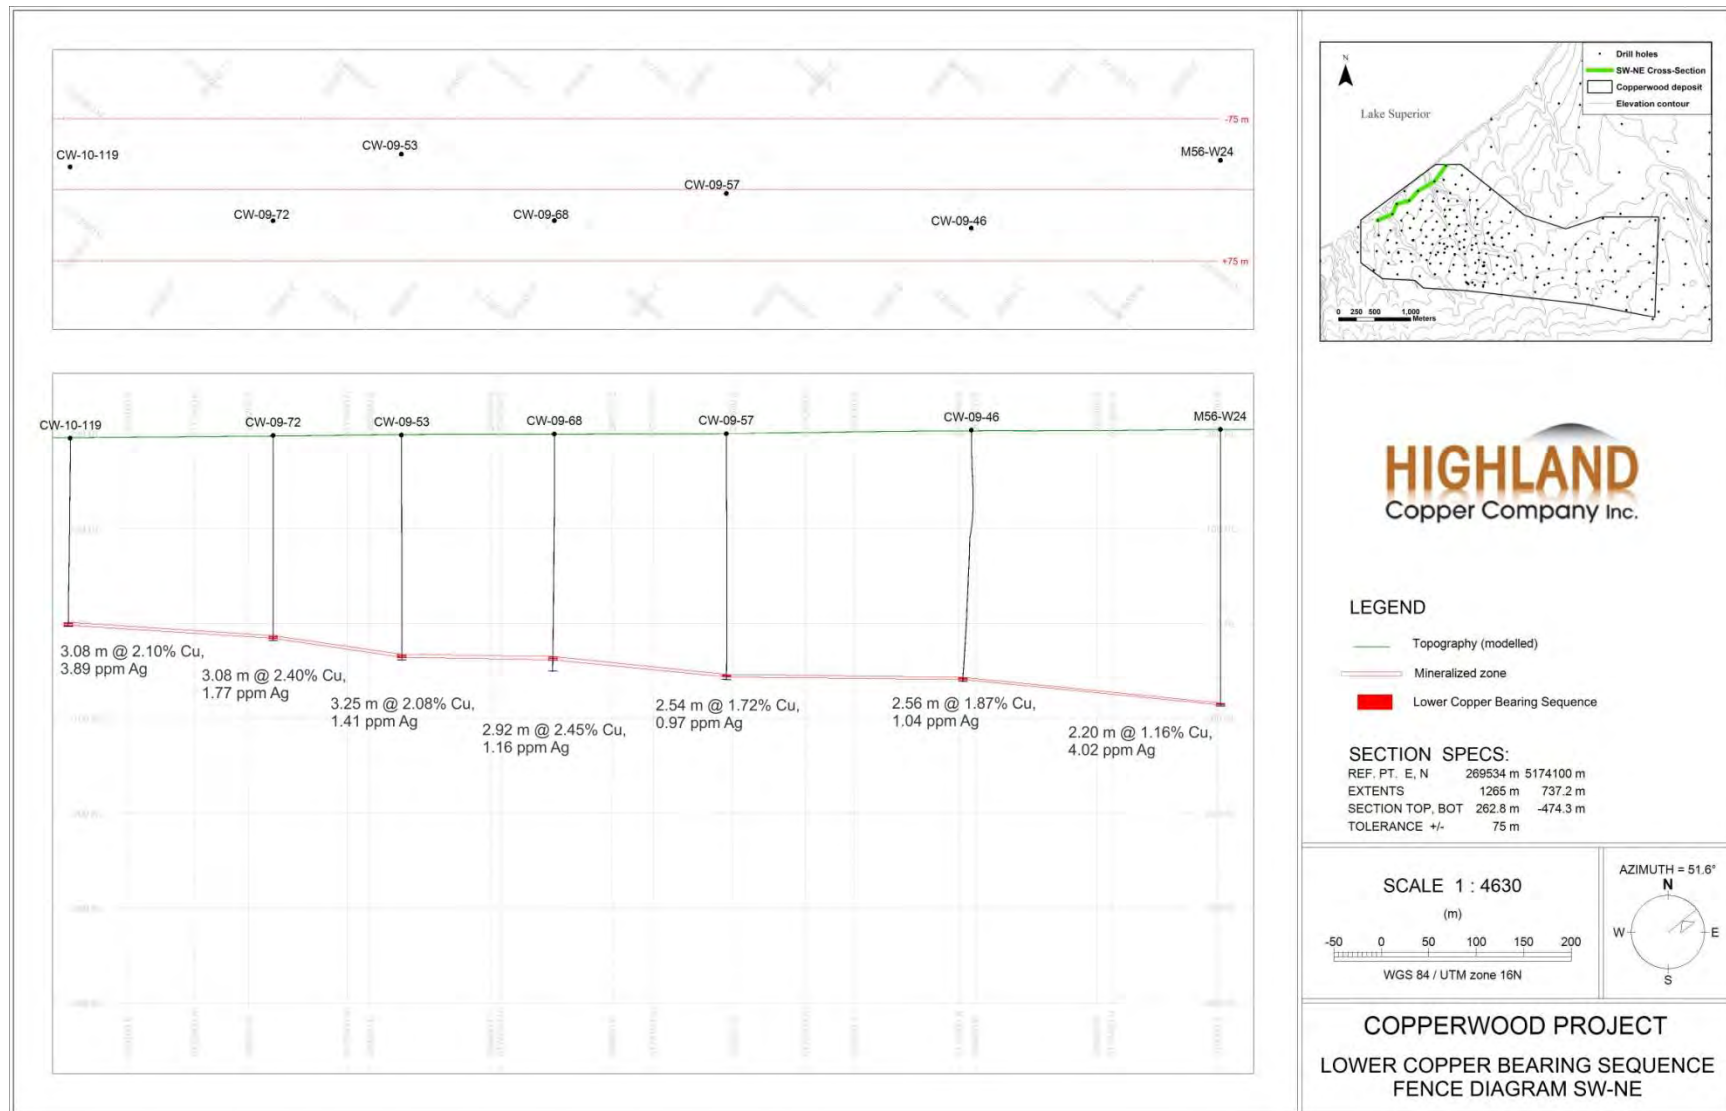 -75 m
CW-10-119
CW-09-53
M56-W24
CW-09-57
CW-09-72
CW-09-68
CW-09-46
+75 m
CW-10-119
CW-09-72
CW-09-53
CW-09-68
CW-09-57
CW-09-46
M56-W24
3.08 m @ 2.10% Cu,
3.89 ppm Ag
3.08 m @ 2.40% Cu,
1.77 ppm Ag
3.25 m @ 2.08% Cu,
1.41 ppm Ag
2.92 m @ 2.45% Cu,
1.16 ppm Ag
2.54 m @ 1.72% Cu,
0.97 ppm Ag
2.56 m @ 1.87% Cu,
1.04 ppm Ag
2.20 m @ 1.16% Cu,
4.02 ppm Ag
N
Lake Superior
Drill holes
SW-NE Cross-Section
Copperwood deposit
Elevation contour
0 250 500 1,000
Meters
HIGHLAND
Copper Company Inc.
LEGEND
Topography (modelled)
Mineralized zone
Lower Copper Bearing Sequence
SECTION SPECS:
REF. PT. E, N 269534 m 5174100 m
EXTENTS 1265 m 737.2 m
SECTION TOP, BOT 262.8 m -474.3 m
TOLERANCE +/- 75 m
SCALE 1 : 4630
(m)
-50 0 50 100 150 200
WGS 84 / UTM zone 16N
AZIMUTH = 51.6°
N
W E
S
COPPERWOOD PROJECT
LOWER COPPER BEARING SEQUENCE
FENCE DIAGRAM SW-NE